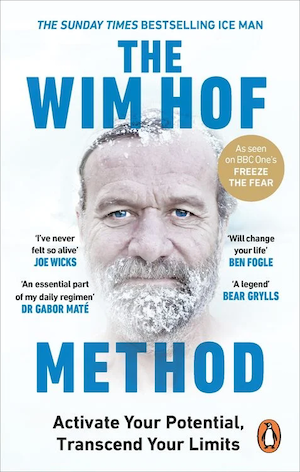 THE SUNDAY TIMES BESTSELLING ICE MAN
THE
WIM HOF
As seen
on BBC One's
FREEZE
THE FEAR
'I've never
felt so alive'
JOE WICKS
'Will change
your life'
BEN FOGLE
'An essential part
of my daily regimen'
DR GABOR MATÉ
'A legend'
BEAR GRYLLS
METHOD
Activate Your Potential,
Transcend Your Limits